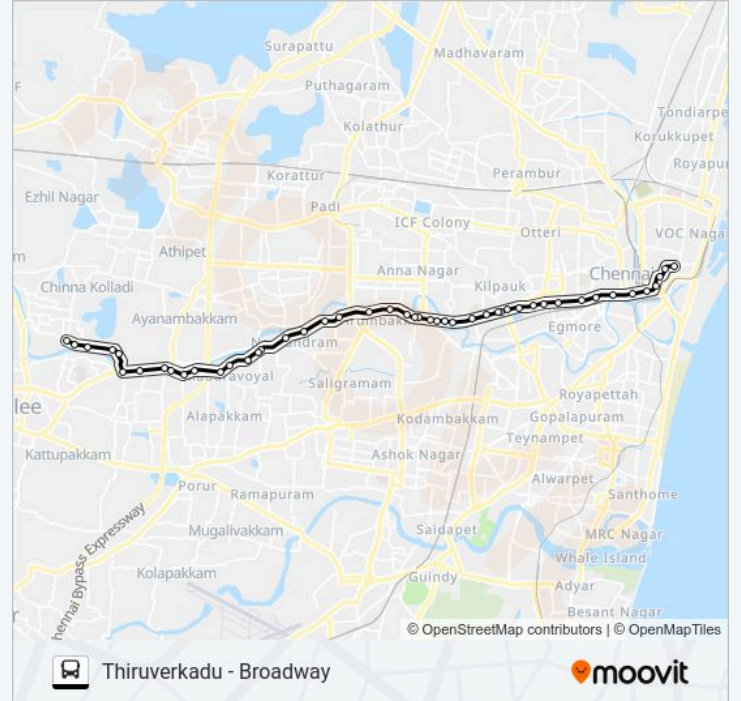 Surapattu
Madhavaram
F
Puthagaram
Tondiarpe
Kolathur
Korukkupet
Korattur
Perambur
Royapur
Ezhil Nagar
Padi
ICF Colony
Otteri
VOC Nagar
Athipet
m
Anna Nagar
Chenna
Chinna Kolladi
Kilpauk
Ayanambakkam
Arumbakk
Egmore
N
ndram
duravoyal
Saligramam
Royapettah
lee
Alapakkam
Kodambakkam
Gopalapuram
Teynampet
Kattupakkam
Ashok Nagar
Alwarpet
Porur
Ramapuram
Santhome
hennai Bypass Expressway
Mugalivakkam
Saidapet
MRC Nagar
Whale Island
Kolapakkam
Guindy
Adyar
r
Besant Nagar
© OpenStreetMap contributors | © OpenMapTiles
Thiruverkadu - Broadway
moovit